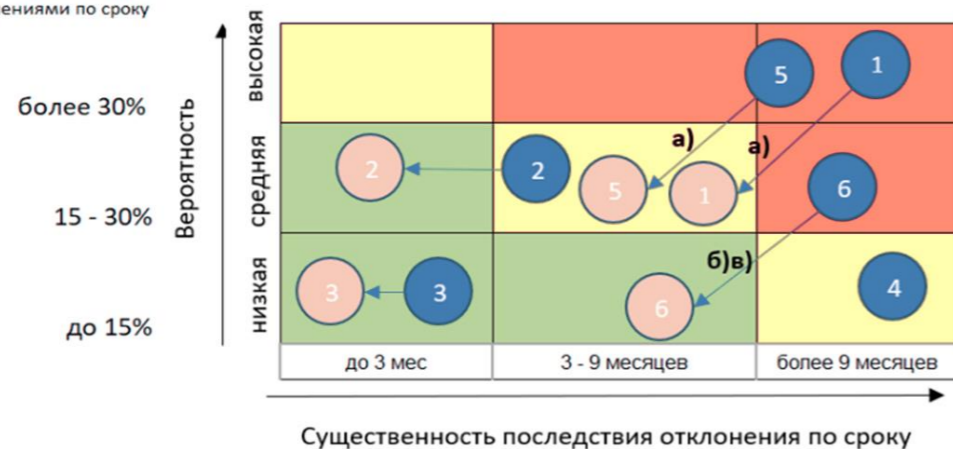 ениями по сроку
высокая
более 30%
5
1
Вероятность
а)
а)
средняя
2
2
5
1
6
15 - 30%
б)в)
низкая
3
3
6
4
до 15%
до 3 мес
3 - 9 месяцев
более 9 месяцев
Существенность последствия отклонения по сроку